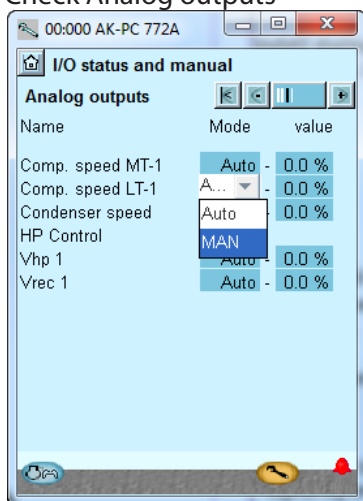 Check Analog outputs
00:000 AK-PC 772A
I/O status and manual
Analog outputs
Name Mode value
Comp. speed MT-1 Auto - 0.0 %
Comp. speed LT-1 A... - 0.0 %
Condenser speed Auto - 0.0 %
HP Control MAN
Vhp 1 Auto - 0.0 %
Vrec 1 Auto - 0.0 %